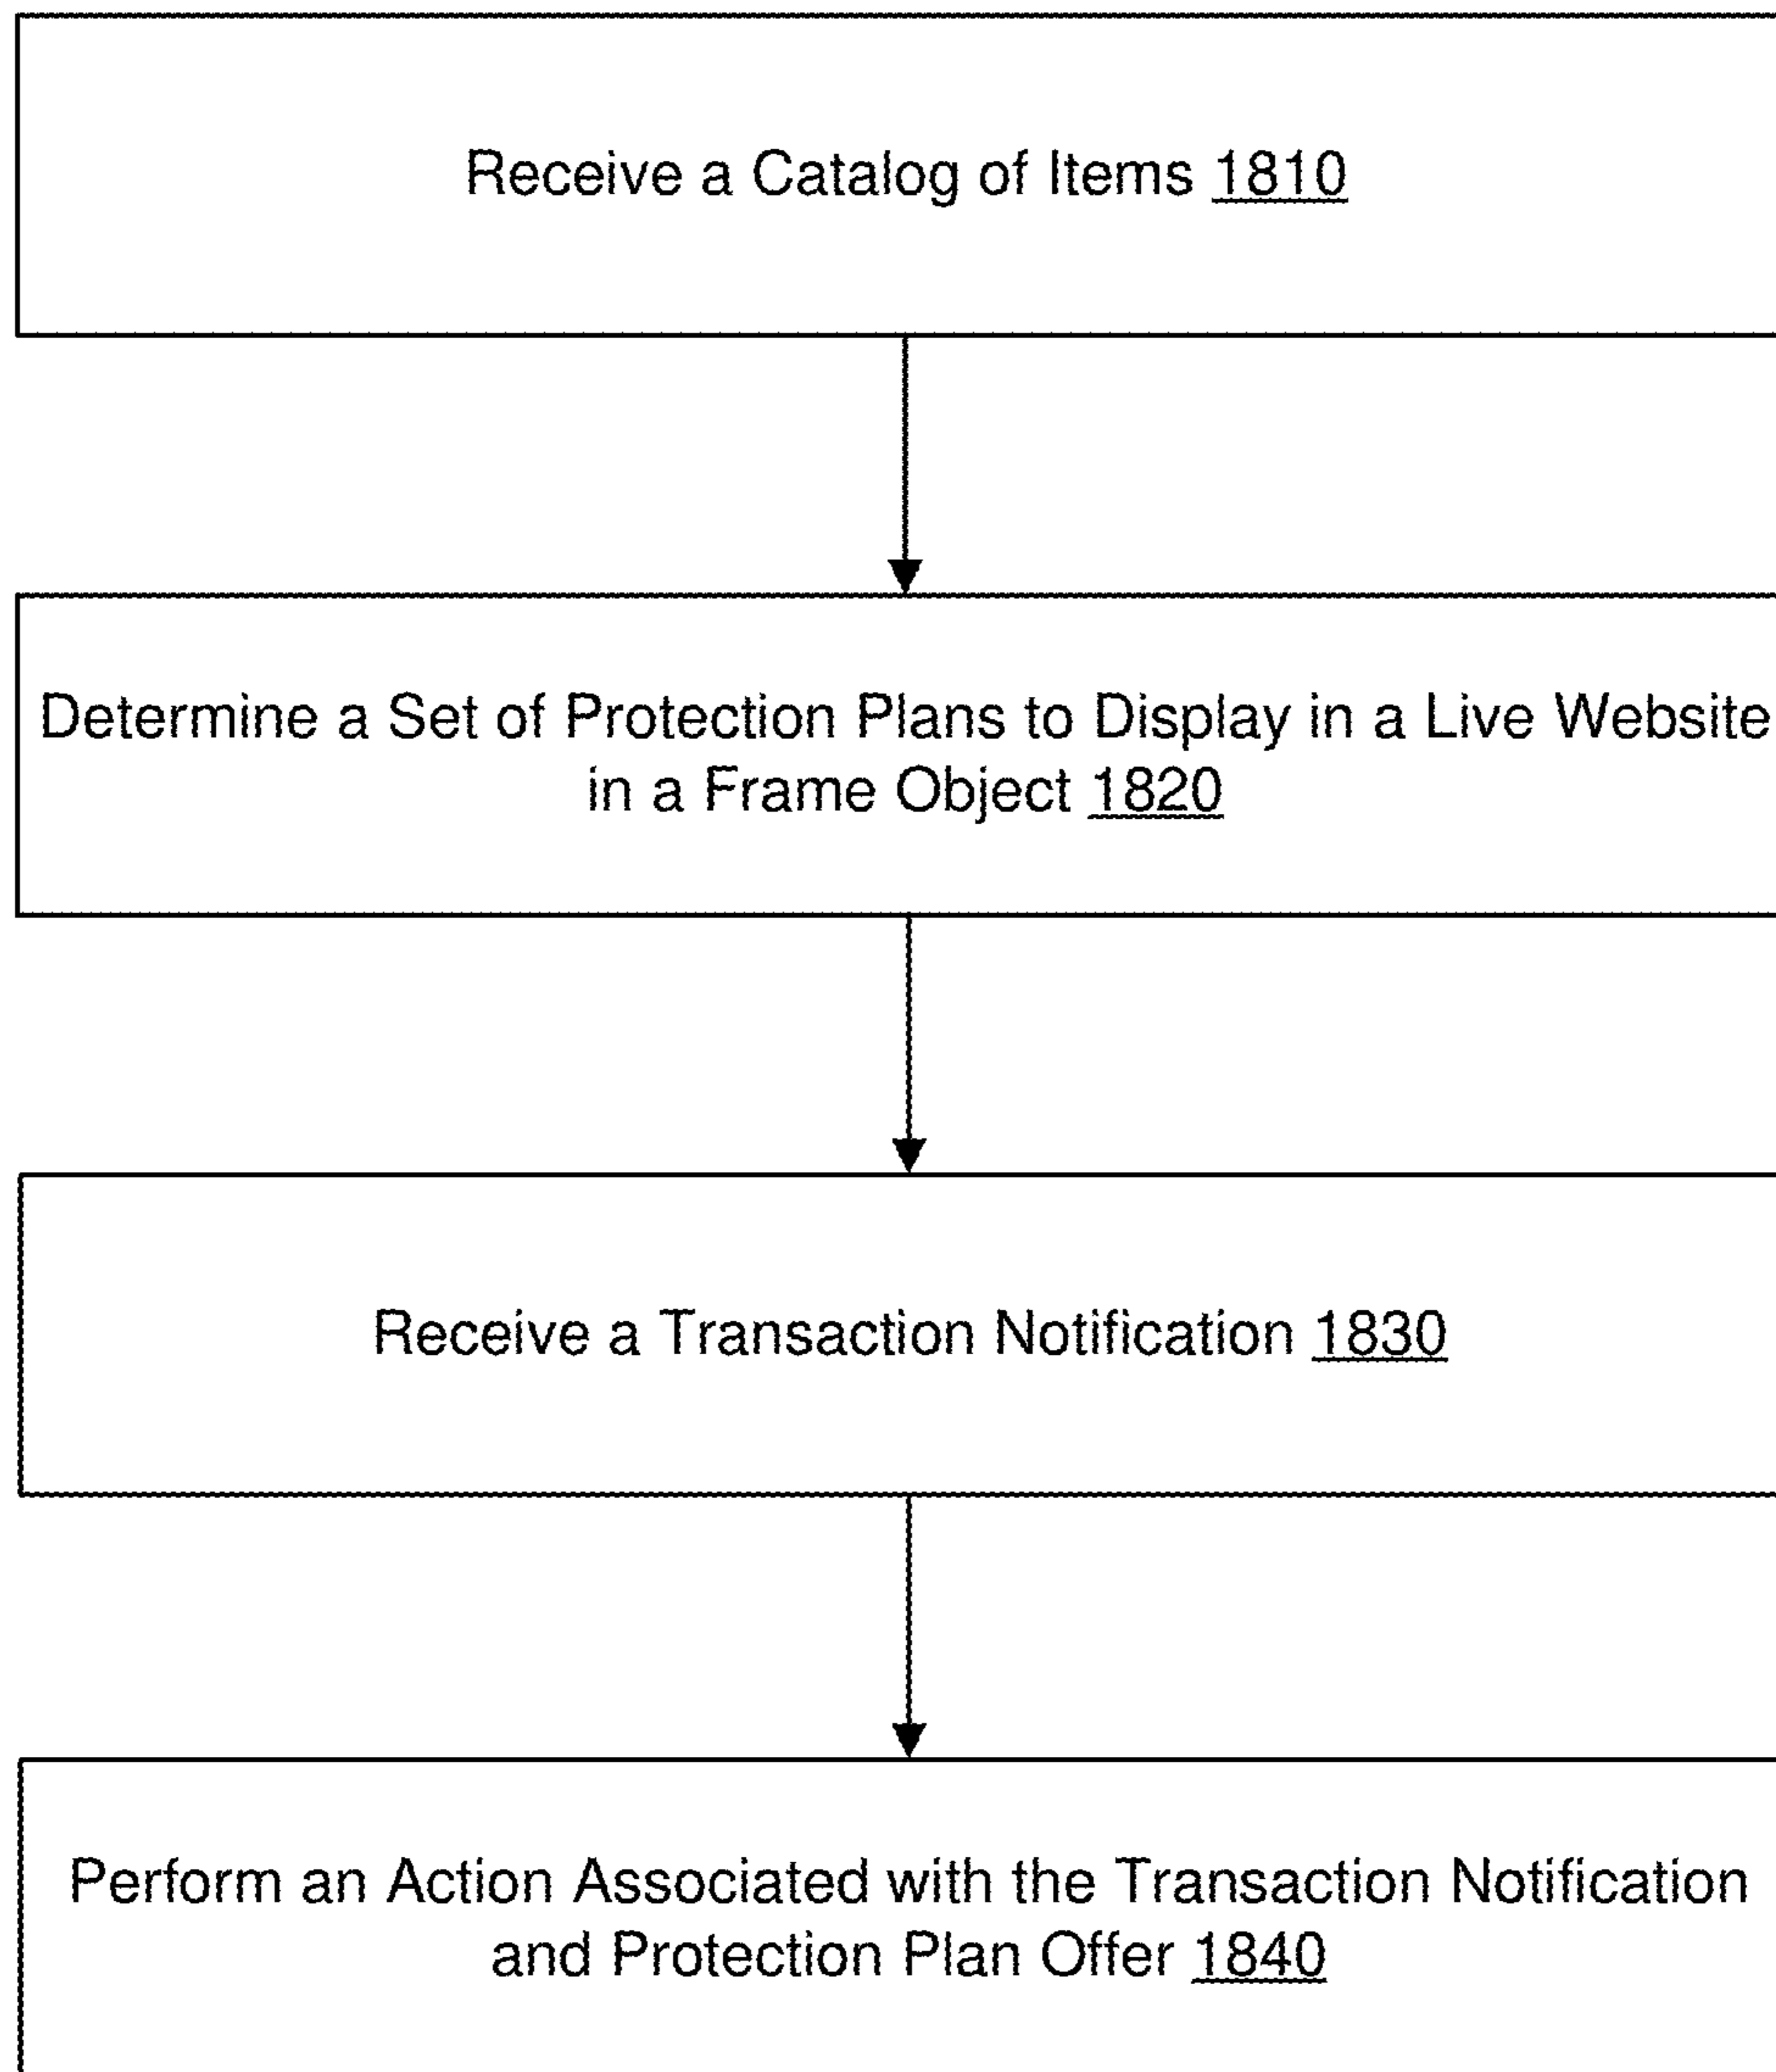 Receive a Catalog of Items 1810
Determine a Set of Protection Plans to Display in a Live Website
in a Frame Object 1820
Receive a Transaction Notification 1830
Perform an Action Associated with the Transaction Notification
and Protection Plan Offer 1840